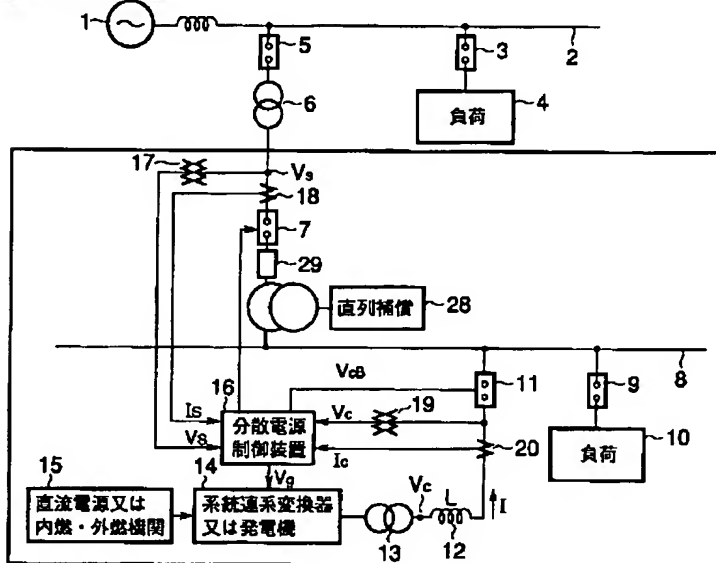 1
5
3
2
6
負荷
4
17
Vs
18
7
29
直列補償
28
VcB
8
16
11
9
Is
分散電源
制御装置
Vc
19
負荷
10
Vs
Ic
20
15
14
Vg
直流電源又は
内燃・外燃機関
系統連系変換器
又は発電機
Vc
L
I
13
12